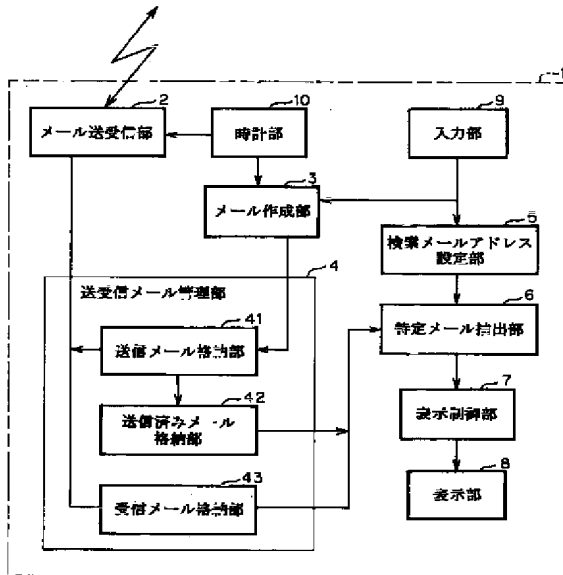 1
2
メール送受信部
10
時計部
9
入力部
3
メール作成部
5
検索メールアドレス
設定部
4
送受信メール管理部
41
送信メール格納部
6
特定メール抽出部
42
送信済みメール
格納部
7
表示制御部
43
受信メール格納部
8
表示部